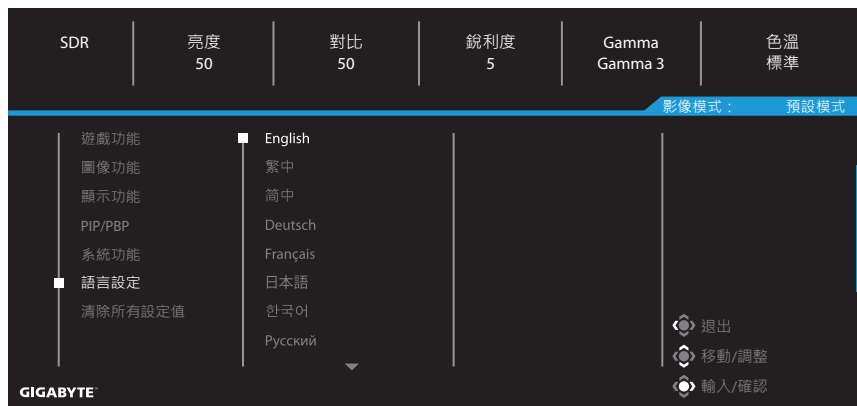 SDR
亮度
50
對比
50
銳利度
5
Gamma
Gamma 3
色溫
標準
影像模式： 預設模式
遊戲功能
圖像功能
顯示功能
PIP/PBP
系統功能
語言設定
清除所有設定值
English
繁中
简中
Deutsch
Français
日本語
한국어
Русский
退出
移動/調整
輸入/確認
GIGABYTE™